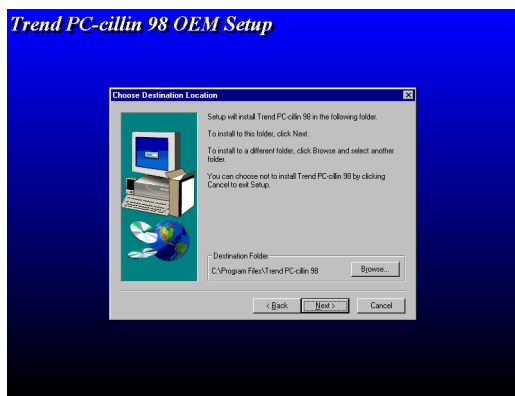 Trend PC-cillin 98 OEM Setup
Choose Destination Location
Setup will install Trend PC-cillin 98 in the following folder.
To install to this folder, click Next.
To install to a different folder, click Browse and select another
folder.
You can choose not to install Trend PC-cillin 98 by clicking
Cancel to exit Setup.
Destination Folder
C:\Program Files\Trend PC-cillin 98
Browse...
< Back
Next >
Cancel